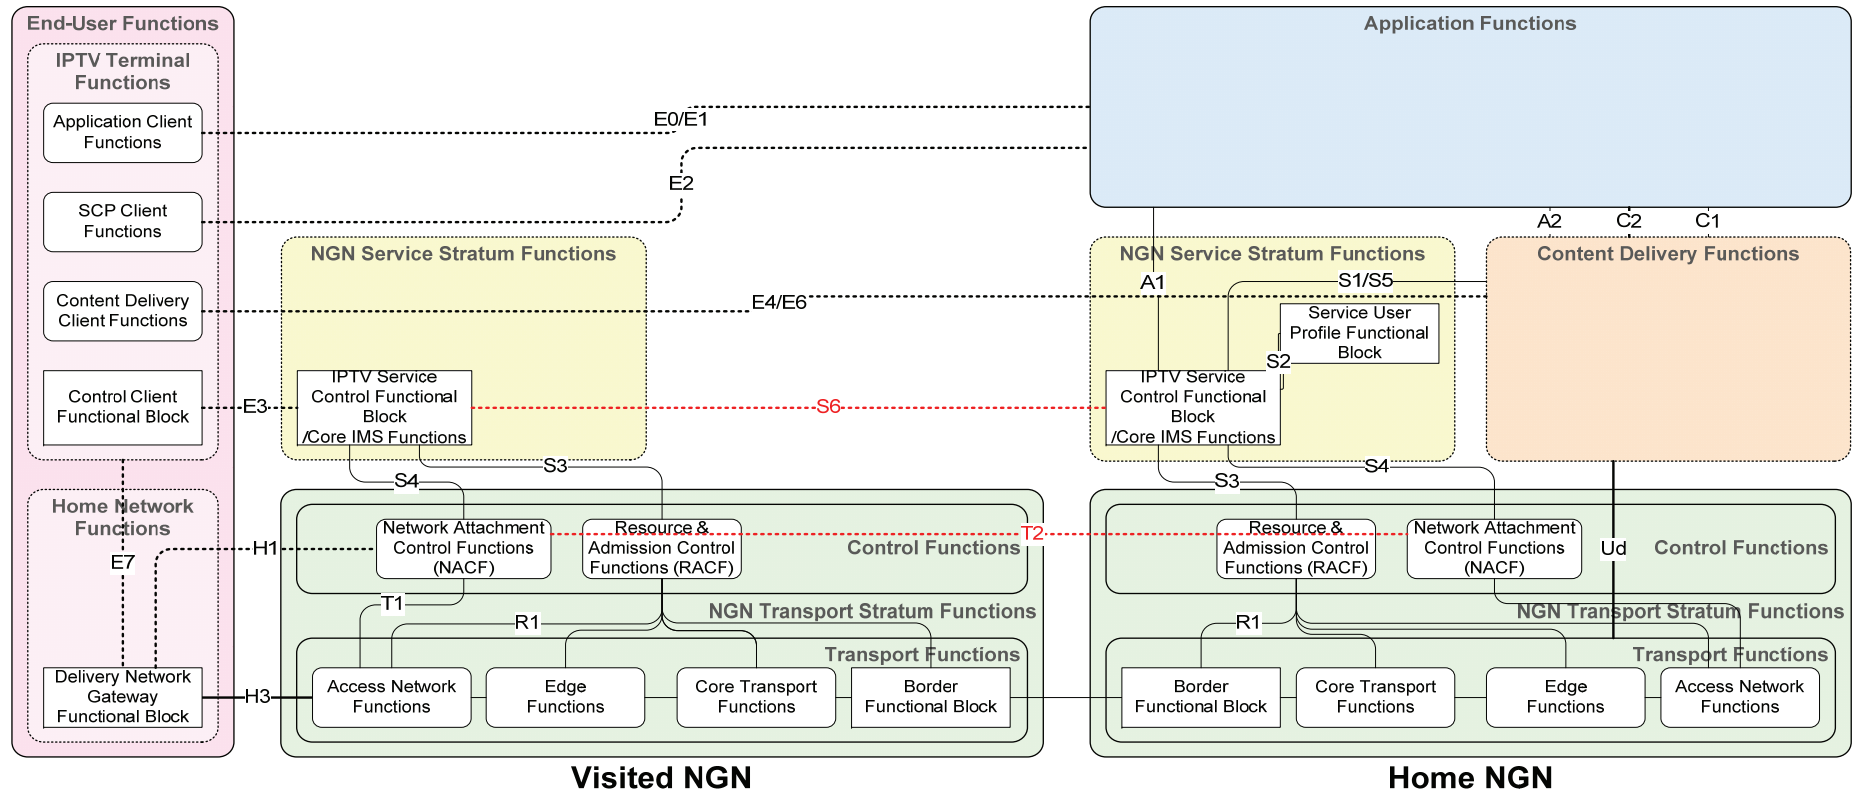 End-User Functions
IPTV Terminal
Functions
Application Client
Functions
SCP Client
Functions
Content Delivery
Client Functions
Control Client
Functional Block
Home Network
Functions
E7
Delivery Network
Gateway
Functional Block
E0/E1
E2
E4/E6
E3
H1
H3
NGN Service Stratum Functions
IPTV Service
Control Functional
Block
/Core IMS Functions
S4
S3
S6
Network Attachment
Control Functions
(NACF)
Resource &
Admission Control
Functions (RACF)
Control Functions
T2
T1
R1
NGN Transport Stratum Functions
Transport Functions
Access Network
Functions
Edge
Functions
Core Transport
Functions
Border
Functional Block
Visited NGN
Application Functions
A1
A2
C2
C1
NGN Service Stratum Functions
S1/S5
Service User
Profile Functional
Block
S2
IPTV Service
Control Functional
Block
/Core IMS Functions
Content Delivery Functions
S3
S4
Resource &
Admission Control
Functions (RACF)
Network Attachment
Control Functions
(NACF)
Ud
Control Functions
NGN Transport Stratum Functions
R1
Transport Functions
Border
Functional Block
Core Transport
Functions
Edge
Functions
Access Network
Functions
Home NGN